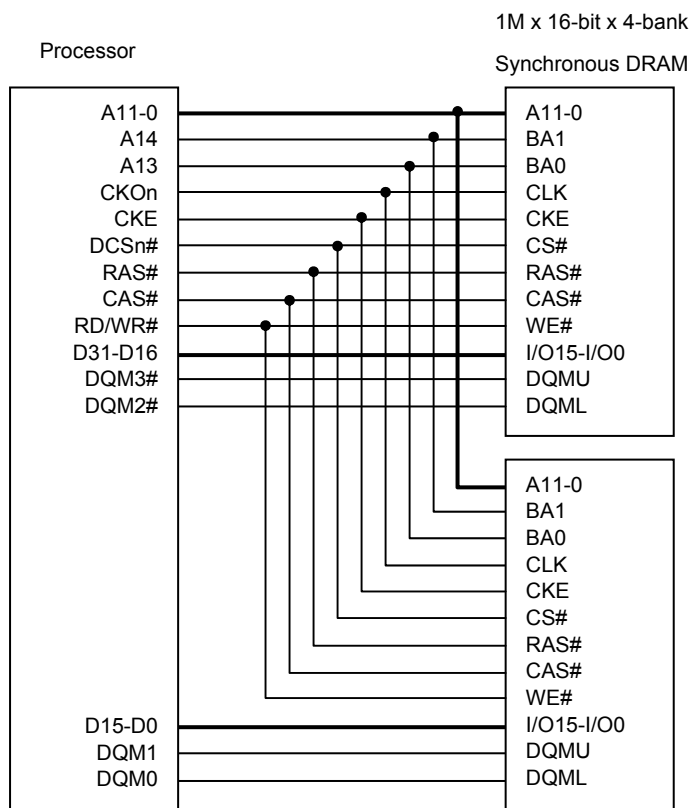 1M x 16-bit x 4-bank
Processor
Synchronous DRAM
A11-0
A14
A13
CKOn
CKE
DCSn#
RAS#
CAS#
RD/WR#
D31-D16
DQM3#
DQM2#
D15-D0
DQM1
DQM0
A11-0
BA1
BA0
CLK
CKE
CS#
RAS#
CAS#
WE#
I/O15-I/O0
DQMU
DQML
A11-0
BA1
BA0
CLK
CKE
CS#
RAS#
CAS#
WE#
I/O15-I/O0
DQMU
DQML